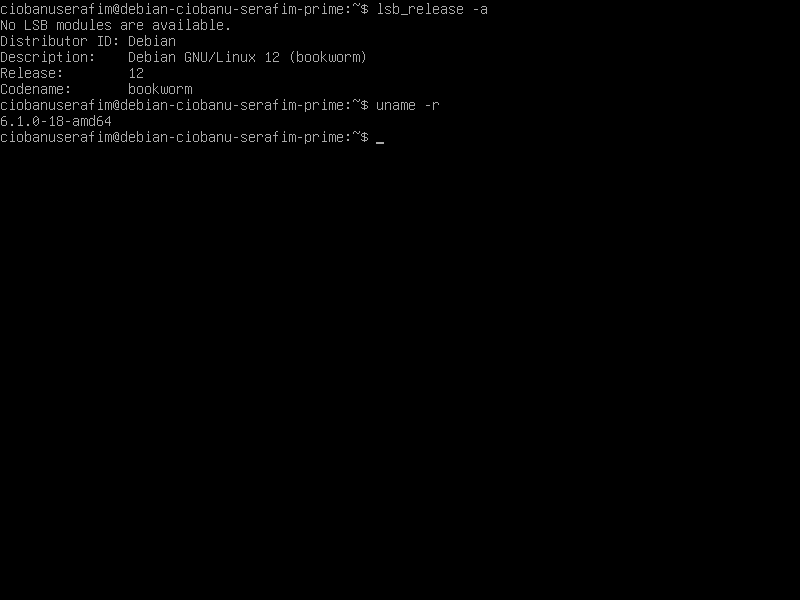 ciobanuserafim@debian-ciobanu-serafim-prime:~$ lsb_release -a
No LSB modules are available.
Distributor ID: Debian
Description:    Debian GNU/Linux 12 (bookworm)
Release:        12
Codename:       bookworm
ciobanuserafim@debian-ciobanu-serafim-prime:~$ uname -r
6.1.0-18-amd64
ciobanuserafim@debian-ciobanu-serafim-prime:~$ _